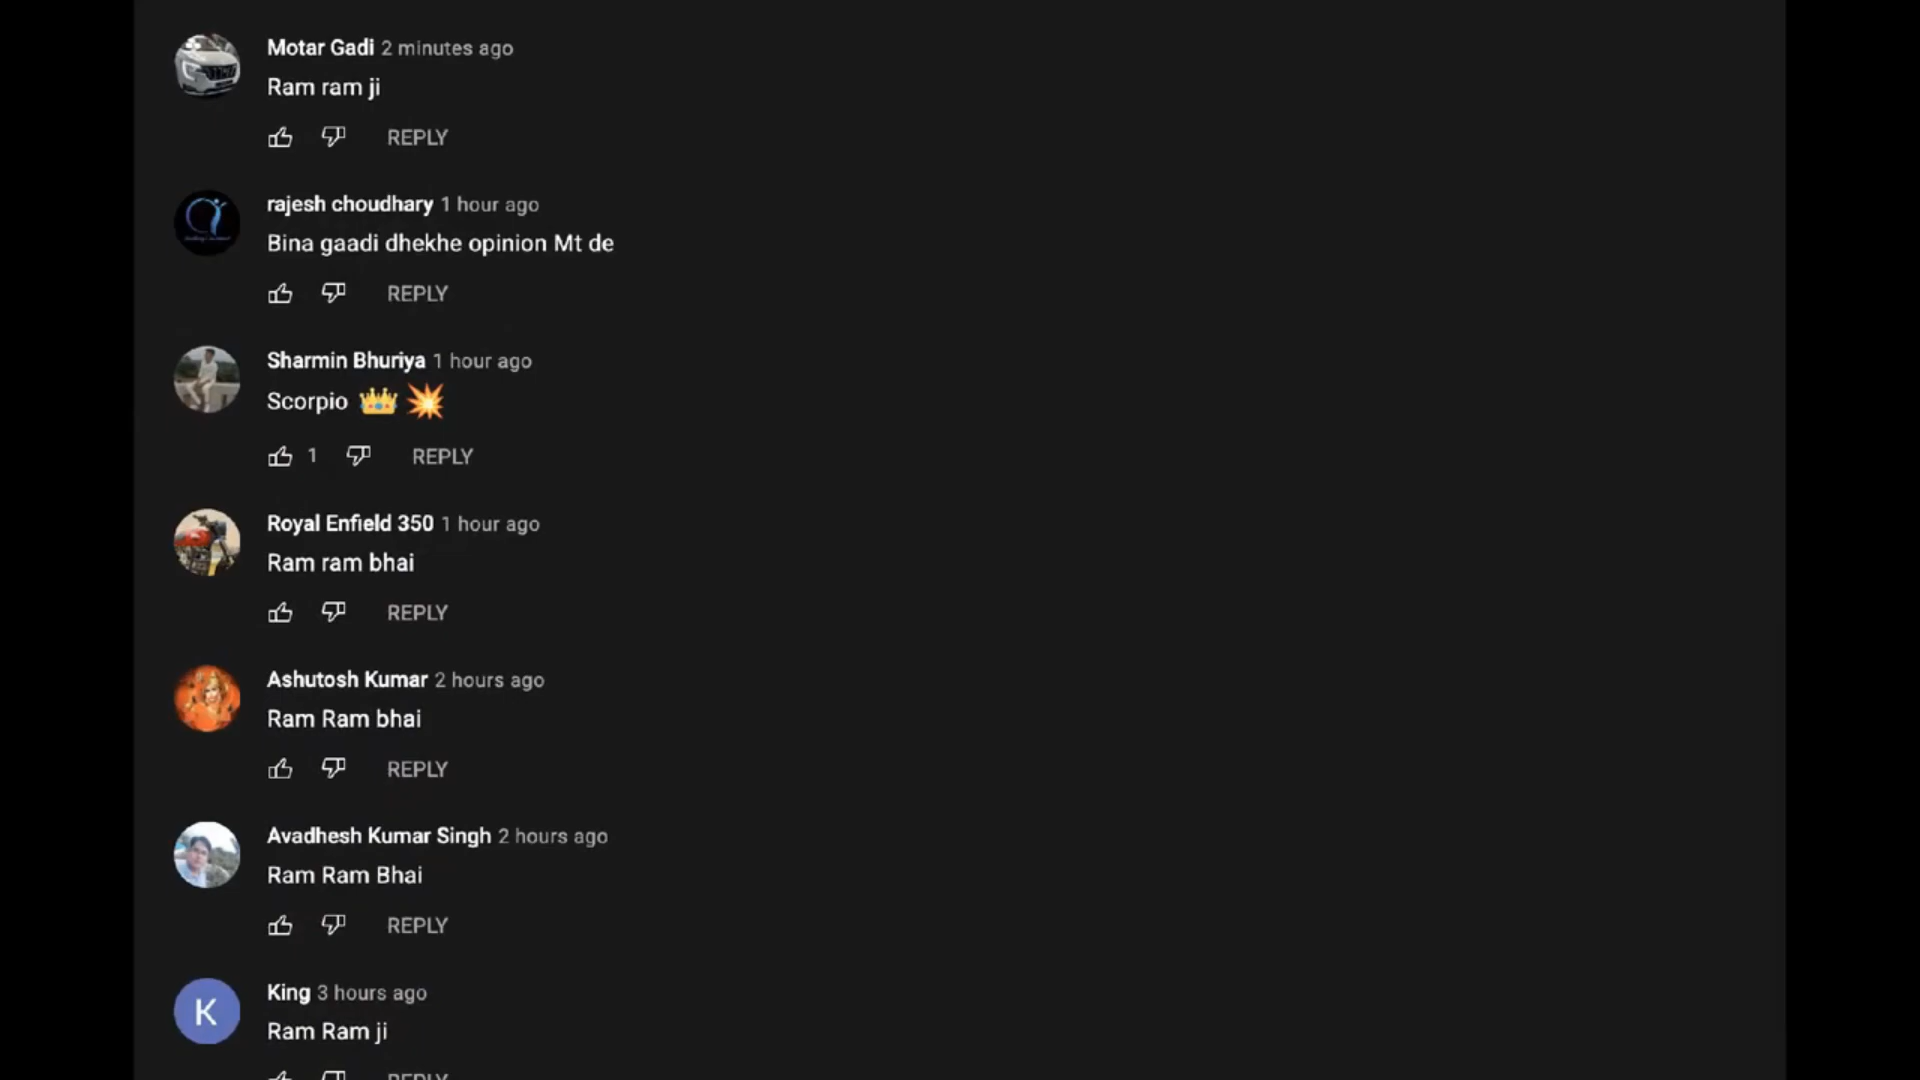 Motar Gadi 2 minutes ago
Ram ram ji
REPLY
rajesh choudhary 1 hour ago
Bina gaadi dhekhe opinion Mt de
REPLY
Sharmin Bhuriya 1 hour ago
Scorpio 👑 💥
1 REPLY
Royal Enfield 350 1 hour ago
Ram ram bhai
REPLY
Ashutosh Kumar 2 hours ago
Ram Ram bhai
REPLY
Avadhesh Kumar Singh 2 hours ago
Ram Ram Bhai
REPLY
K
King 3 hours ago
Ram Ram ji
REPLY